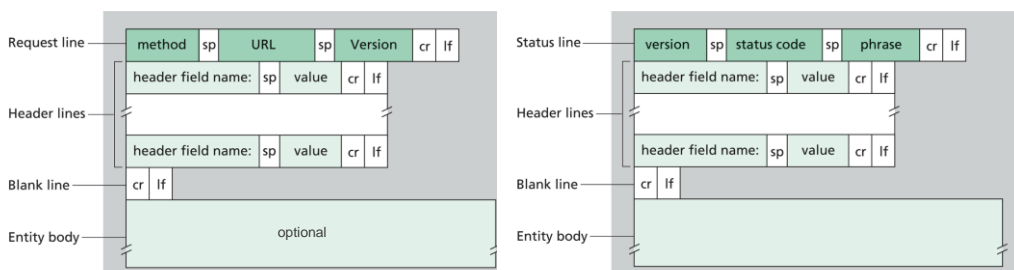 Request line method sp URL sp Version cr lf
header field name: sp value cr lf
Header lines
header field name: sp value cr lf
Blank line cr lf
Entity body optional
Status line version sp status code sp phrase cr lf
header field name: sp value cr lf
Header lines
header field name: sp value cr lf
Blank line cr lf
Entity body